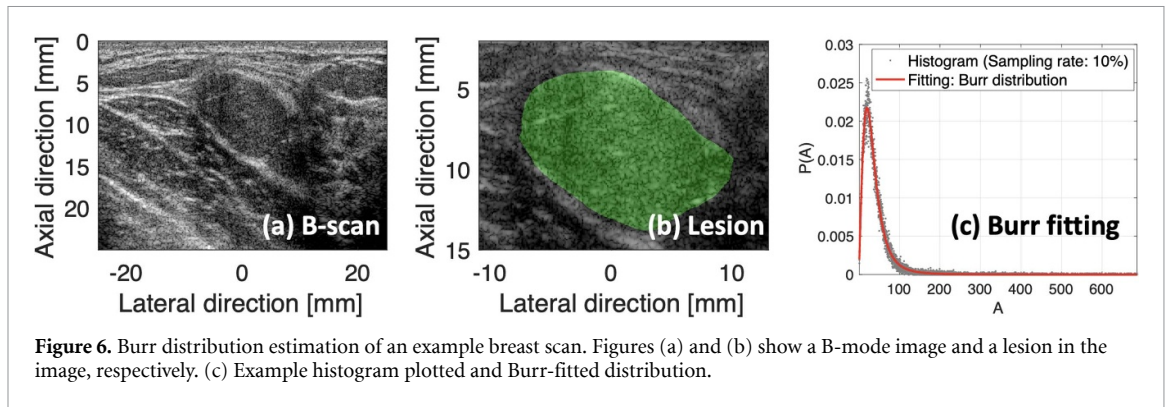 0
5
10
15
20
Axial direction [mm]
-20
0
20
Lateral direction [mm]
(a) B-scan
5
10
15
Axial direction [mm]
-10
0
10
Lateral direction [mm]
(b) Lesion
0.03
0.025
0.02
0.015
0.01
0.005
0
P(A)
Histogram (Sampling rate: 10%)
Fitting: Burr distribution
(c) Burr fitting
100
200
300
400
500
600
A
Figure 6. Burr distribution estimation of an example breast scan. Figures (a) and (b) show a B-mode image and a lesion in the
image, respectively. (c) Example histogram plotted and Burr-fitted distribution.